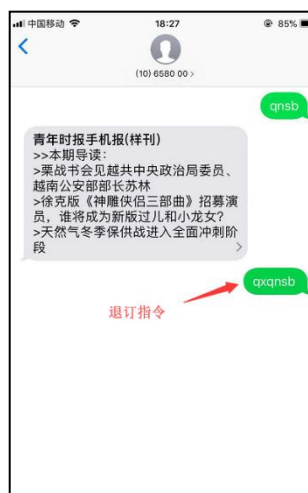 中国移动 18:27 85%
(10) 6580 00 >
qnsb
青年时报手机报(样刊)
>>本期导读：
>栗战书会见越共中央政治局委员、
越南公安部部长苏林
>徐克版《神雕侠侣三部曲》招募演
员，谁将成为新版过儿和小龙女？
>天然气冬季保供战进入全面冲刺阶
段
qxqnsb
退订指令